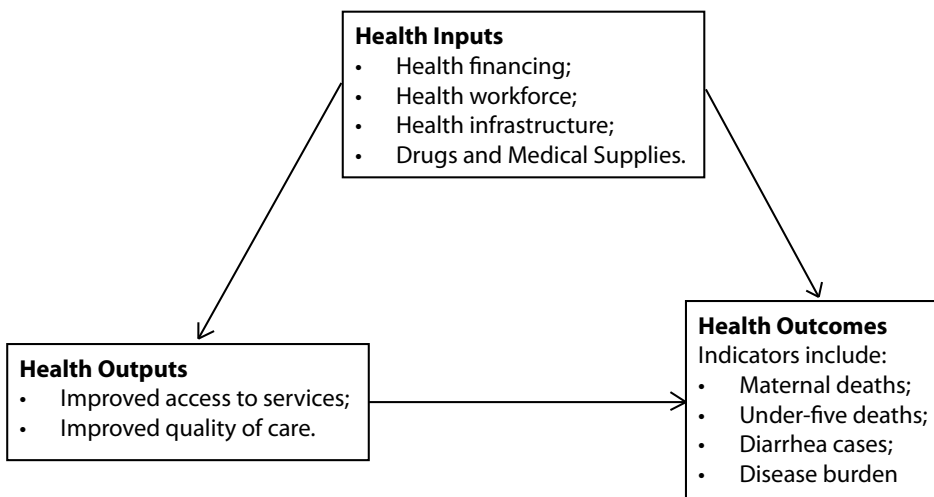 Health Inputs
• Health financing;
• Health workforce;
• Health infrastructure;
• Drugs and Medical Supplies.
Health Outputs
• Improved access to services;
• Improved quality of care.
Health Outcomes
Indicators include:
• Maternal deaths;
• Under-five deaths;
• Diarrhea cases;
• Disease burden